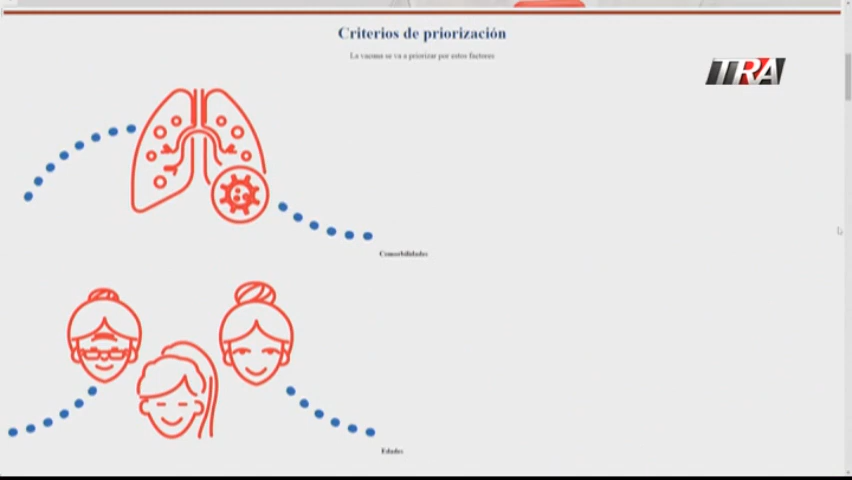 Criterios de priorización
La vacuna se va a priorizar por estos factores
TRA
Comorbilidades
Edades